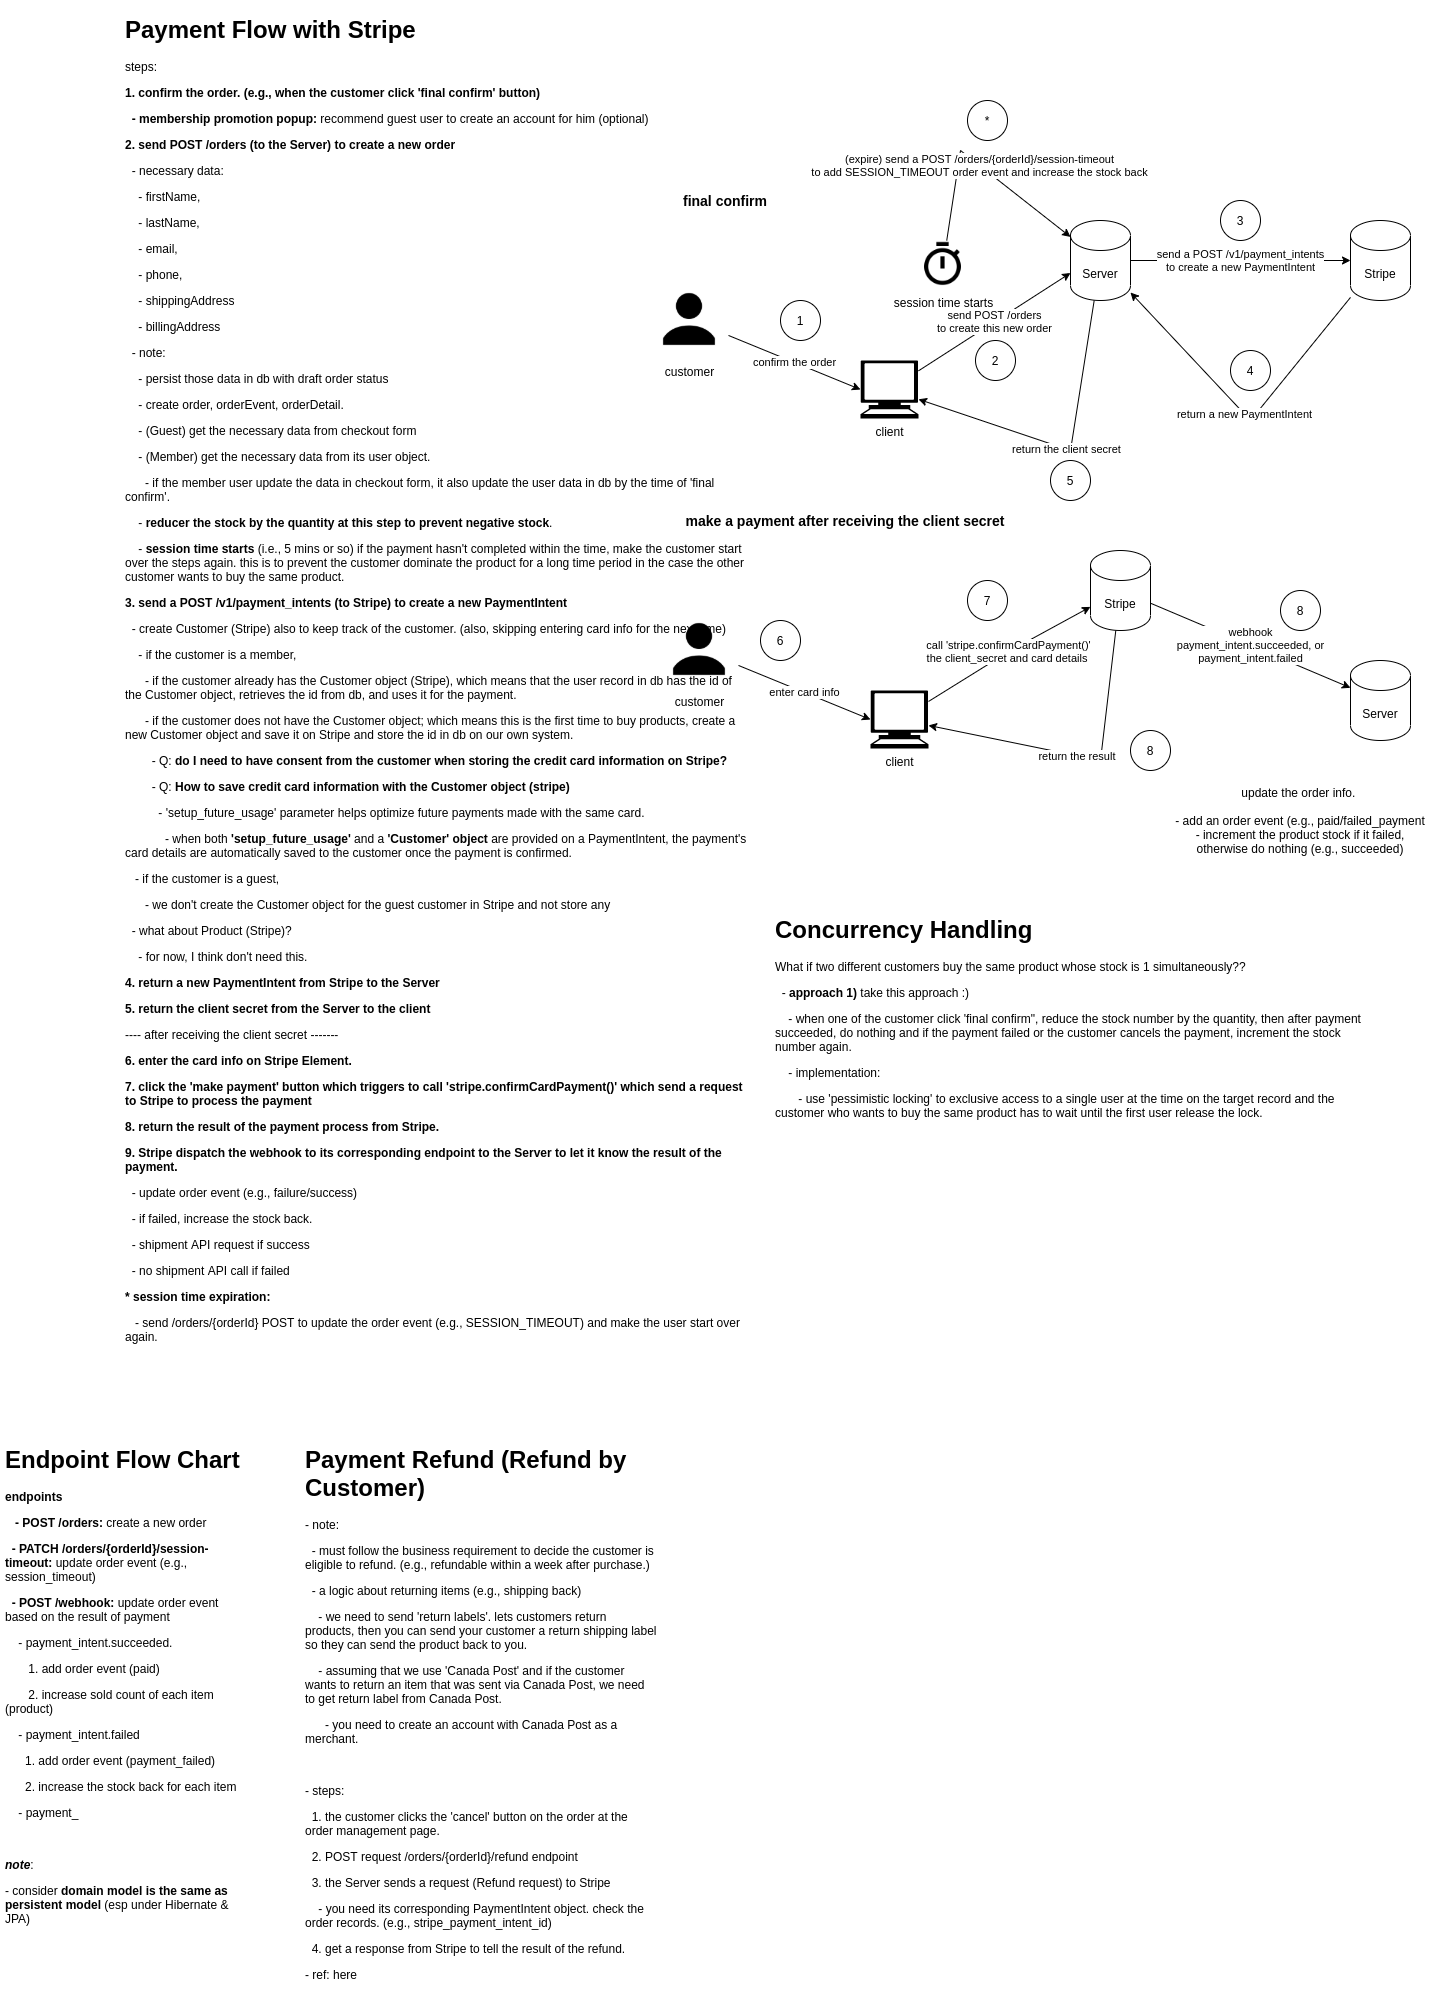 Payment Flow with Stripe
steps:
1. confirm the order. (e.g., when the customer click 'final confirm' button)
- membership promotion popup: recommend guest user to create an account for him (optional)
2. send POST /orders (to the Server) to create a new order
- necessary data:
- firstName,
- lastName,
- email,
- phone,
- shippingAddress
- billingAddress
- note:
- persist those data in db with draft order status
- create order, orderEvent, orderDetail.
- (Guest) get the necessary data from checkout form
- (Member) get the necessary data from its user object.
- if the member user update the data in checkout form, it also update the user data in db by the time of 'final
confirm'.
- reducer the stock by the quantity at this step to prevent negative stock.
- session time starts (i.e., 5 mins or so) if the payment hasn't completed within the time, make the customer start
over the steps again. this is to prevent the customer dominate the product for a long time period in the case the other
customer wants to buy the same product.
3. send a POST /v1/payment_intents (to Stripe) to create a new PaymentIntent
- create Customer (Stripe) also to keep track of the customer. (also, skipping entering card info for the me)
- if the customer is a member,
- if the customer already has the Customer object (Stripe), which means that the user record in db has the id of
the Customer object, retrieves the id from db, and uses it for the payment.
- if the customer does not have the Customer object; which means this is the first time to buy products, create a
new Customer object and save it on Stripe and store the id in db on our own system.
- Q: do I need to have consent from the customer when storing the credit card information on Stripe?
- Q: How to save credit card information with the Customer object (stripe)
- 'setup_future_usage' parameter helps optimize future payments made with the same card.
- when both 'setup_future_usage' and a 'Customer' object are provided on a PaymentIntent, the payment's
card details are automatically saved to the customer once the payment is confirmed.
- if the customer is a guest,
- we don't create the Customer object for the guest customer in Stripe and not store any
- what about Product (Stripe)?
- for now, I think don't need this.
4. return a new PaymentIntent from Stripe to the Server
5. return the client secret from the Server to the client
---- after receiving the client secret -------
6. enter the card info on Stripe Element.
7. click the 'make payment' button which triggers to call 'stripe.confirmCardPayment()' which send a request
to Stripe to process the payment
8. return the result of the payment process from Stripe.
9. Stripe dispatch the webhook to its corresponding endpoint to the Server to let it know the result of the
payment.
- update order event (e.g., failure/success)
- if failed, increase the stock back.
- shipment API request if success
- no shipment API call if failed
* session time expiration:
- send /orders/{orderId} POST to update the order event (e.g., SESSION_TIMEOUT) and make the user start over
again.
*
(expire) send a POST /orders/{orderId}/session-timeout
to add SESSION_TIMEOUT order event and increase the stock back
final confirm
3
send a POST /v1/payment_intents
to create a new PaymentIntent
Server
Stripe
session time starts
send POST /orders
to create this new order
1
2
confirm the order
customer
4
return a new PaymentIntent
client
return the client secret
5
make a payment after receiving the client secret
7
Stripe
8
6
call 'stripe.confirmCardPayment()'
the client_secret and card details
webhook
payment_intent.succeeded, or
payment_intent.failed
enter card info
customer
Server
client
return the result
8
update the order info.
- add an order event (e.g., paid/failed_payment
- increment the product stock if it failed,
otherwise do nothing (e.g., succeeded)
Concurrency Handling
What if two different customers buy the same product whose stock is 1 simultaneously??
- approach 1) take this approach :)
- when one of the customer click 'final confirm", reduce the stock number by the quantity, then after payment
succeeded, do nothing and if the payment failed or the customer cancels the payment, increment the stock
number again.
- implementation:
- use 'pessimistic locking' to exclusive access to a single user at the time on the target record and the
customer who wants to buy the same product has to wait until the first user release the lock.
Endpoint Flow Chart
endpoints
- POST /orders: create a new order
- PATCH /orders/{orderId}/session-
timeout: update order event (e.g.,
session_timeout)
- POST /webhook: update order event
based on the result of payment
- payment_intent.succeeded.
1. add order event (paid)
2. increase sold count of each item
(product)
- payment_intent.failed
1. add order event (payment_failed)
2. increase the stock back for each item
- payment_
note:
- consider domain model is the same as
persistent model (esp under Hibernate &
JPA)
Payment Refund (Refund by
Customer)
- note:
- must follow the business requirement to decide the customer is
eligible to refund. (e.g., refundable within a week after purchase.)
- a logic about returning items (e.g., shipping back)
- we need to send 'return labels'. lets customers return
products, then you can send your customer a return shipping label
so they can send the product back to you.
- assuming that we use 'Canada Post' and if the customer
wants to return an item that was sent via Canada Post, we need
to get return label from Canada Post.
- you need to create an account with Canada Post as a
merchant.
- steps:
1. the customer clicks the 'cancel' button on the order at the
order management page.
2. POST request /orders/{orderId}/refund endpoint
3. the Server sends a request (Refund request) to Stripe
- you need its corresponding PaymentIntent object. check the
order records. (e.g., stripe_payment_intent_id)
4. get a response from Stripe to tell the result of the refund.
- ref: here